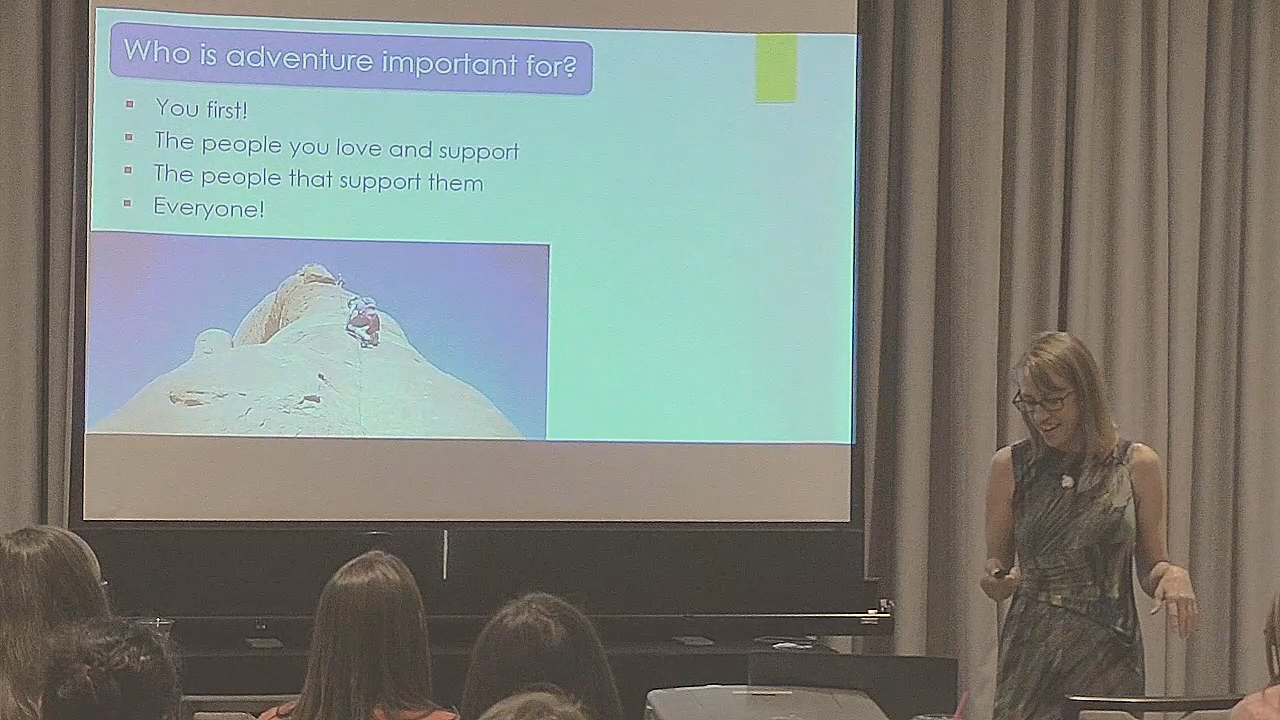 Who is adventure important for?
You first!
The people you love and support
The people that support them
Everyone!